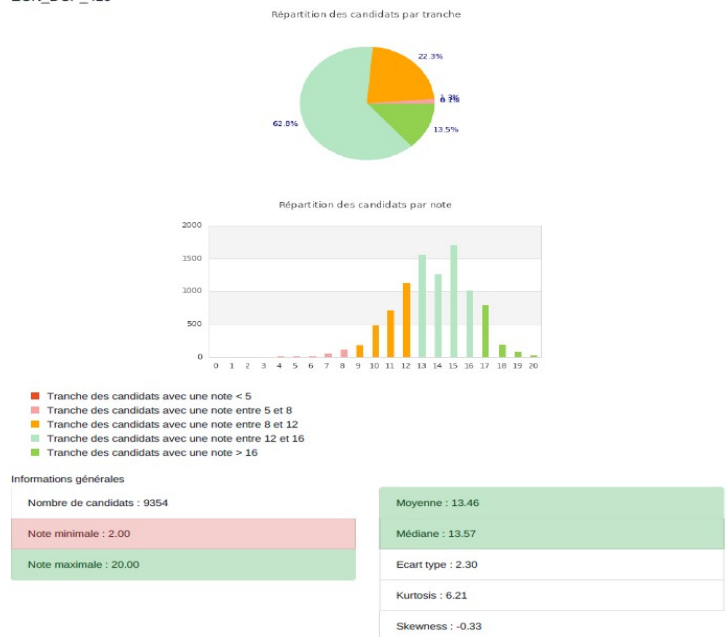 Répartition des candidats par tranche
22.3%
62.8%
13.5%
Répartition des candidats par note
2000
1500
1000
500
0
0 1 2 3 4 5 6 7 8 9 10 11 12 13 14 15 16 17 18 19 20
Tranche des candidats avec une note < 5
Tranche des candidats avec une note entre 5 et 8
Tranche des candidats avec une note entre 8 et 12
Tranche des candidats avec une note entre 12 et 16
Tranche des candidats avec une note > 16
Informations générales
Nombre de candidats : 9354
Note minimale : 2.00
Note maximale : 20.00
Moyenne : 13.46
Médiane : 13.57
Ecart type : 2.30
Kurtosis : 6.21
Skewness : -0.33